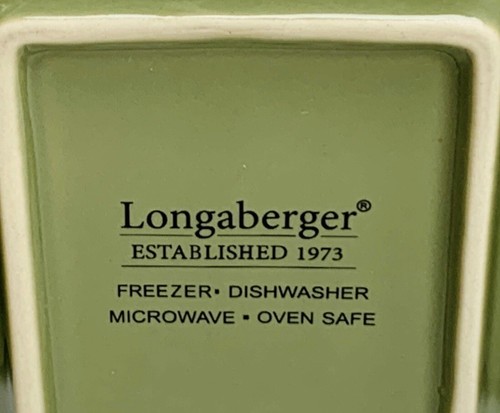 Longaberger®
ESTABLISHED 1973
FREEZER▪ DISHWASHER
MICROWAVE ▪ OVEN SAFE